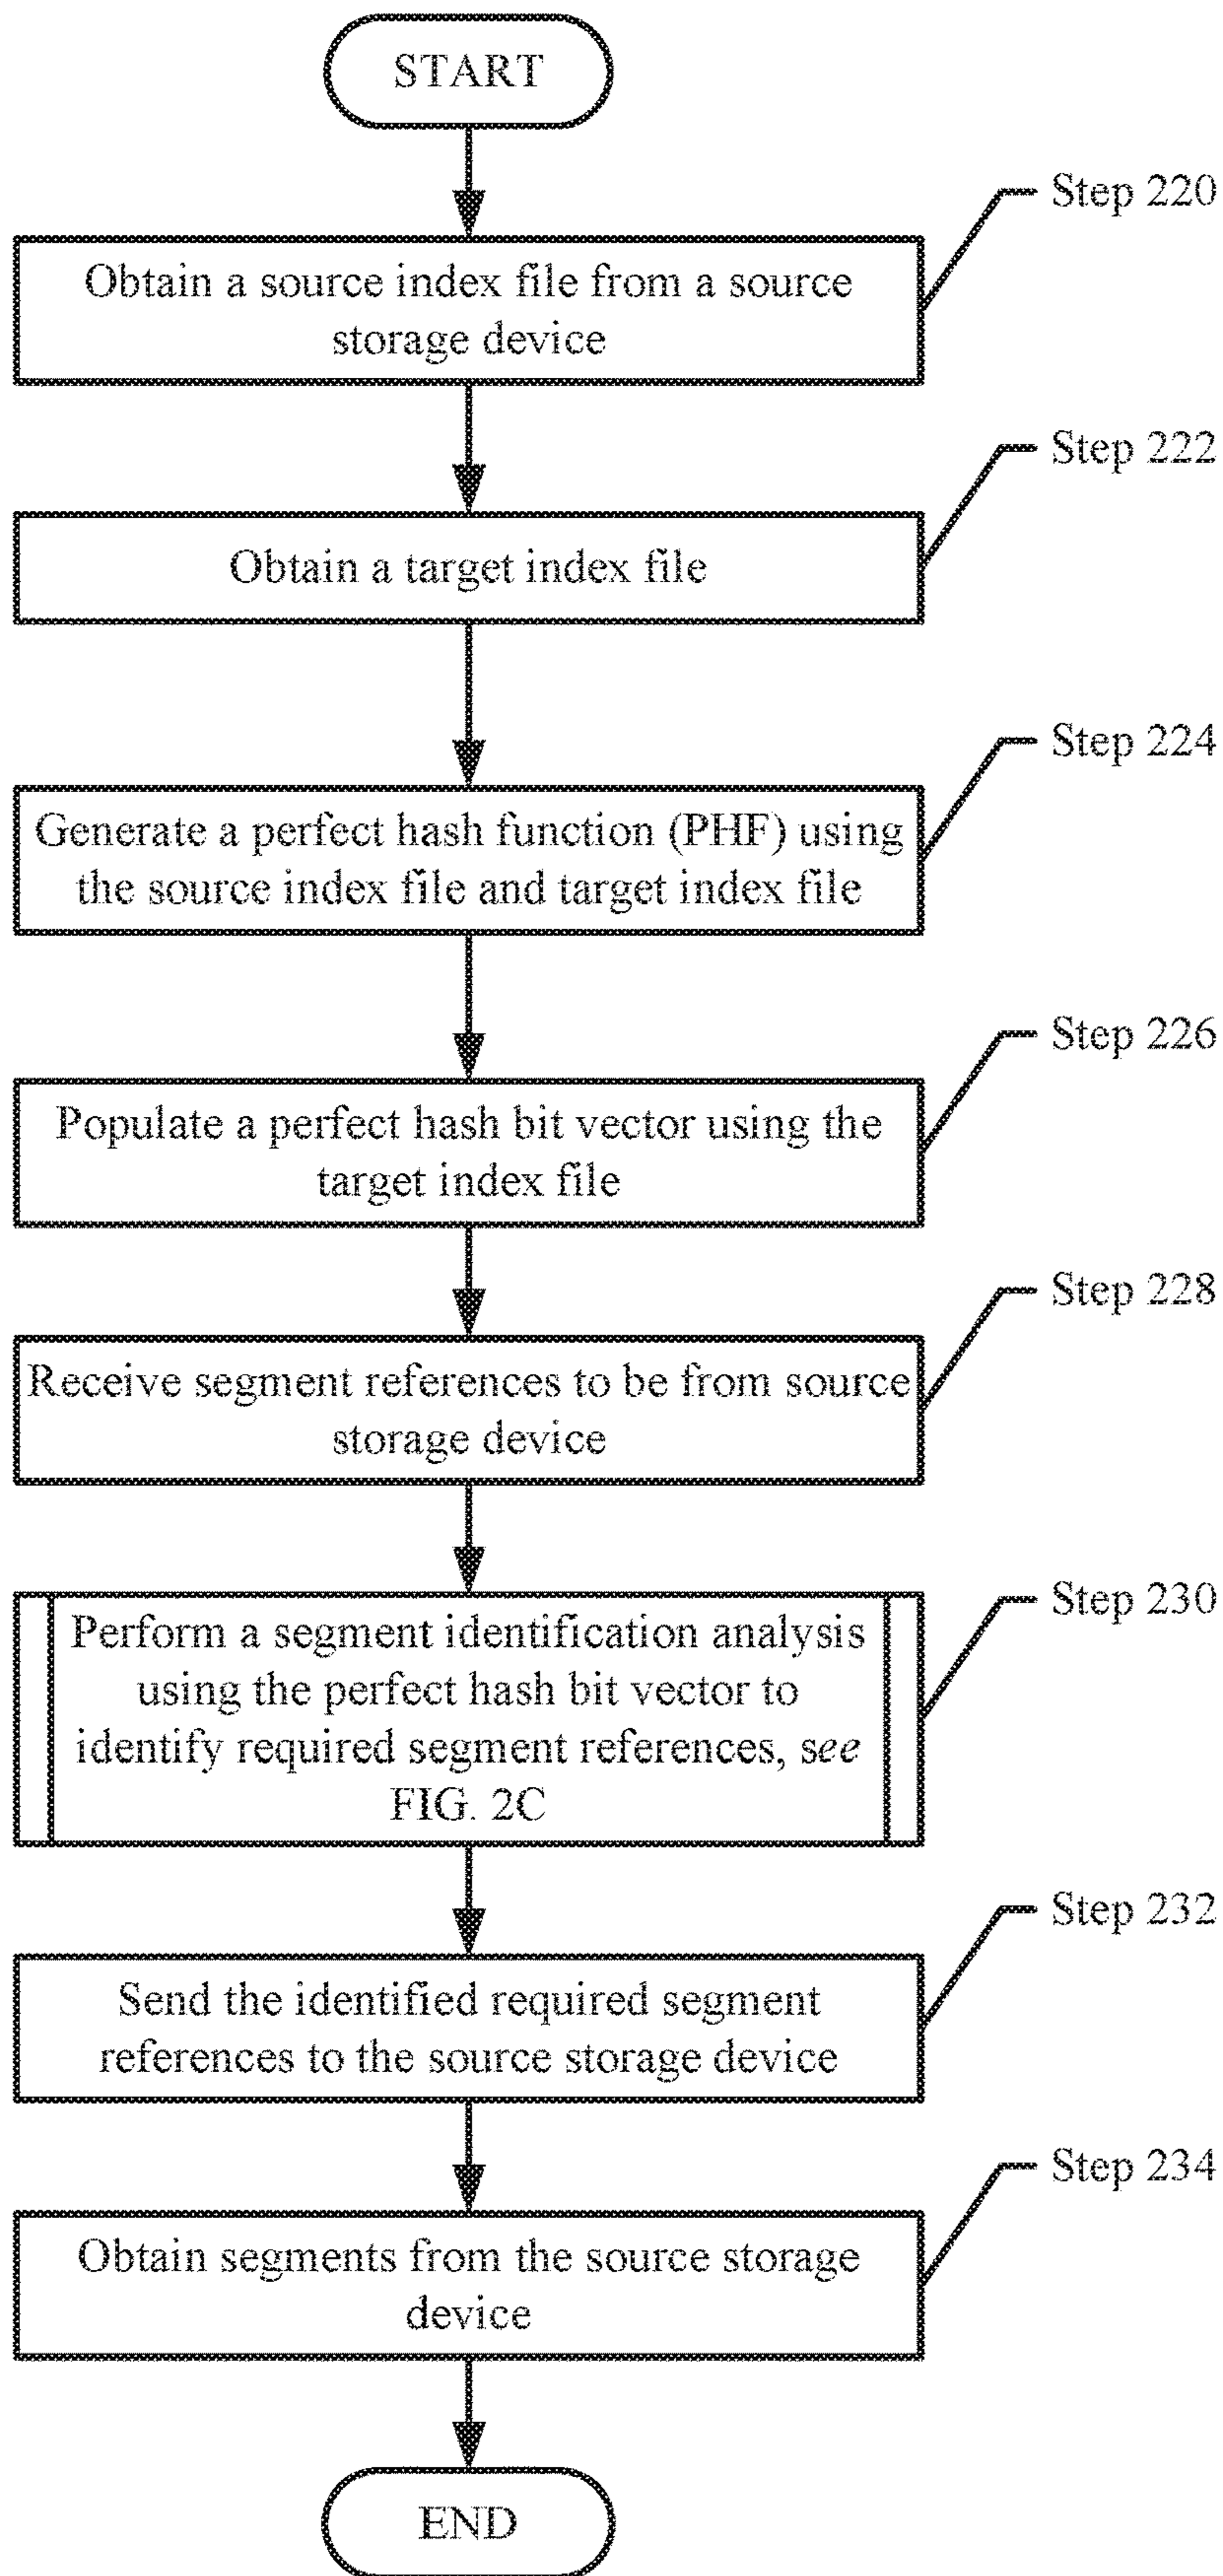 START
Step 220
Obtain a source index file from a source
storage device
Step 222
Obtain a target index file
Step 224
Generate a perfect hash function (PHF) using
the source index file and target index file
Step 226
Populate a perfect hash bit vector using the
target index file
Step 228
Receive segment references to be from source
storage device
Step 230
Perform a segment identification analysis
using the perfect hash bit vector to
identify required segment references, see
FIG. 2C
Step 232
Send the identified required segment
references to the source storage device
Step 234
Obtain segments from the source storage
device
END